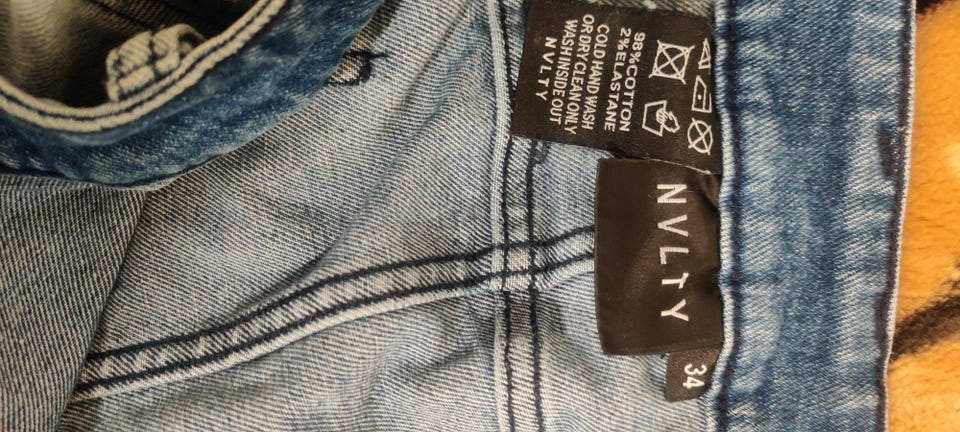 98%COTTON
2%ELASTANE
COLD HAND WASH
OR DRY CLEAN ONLY
WASH INSIDE OUT
NVLTY
NVLTY
34